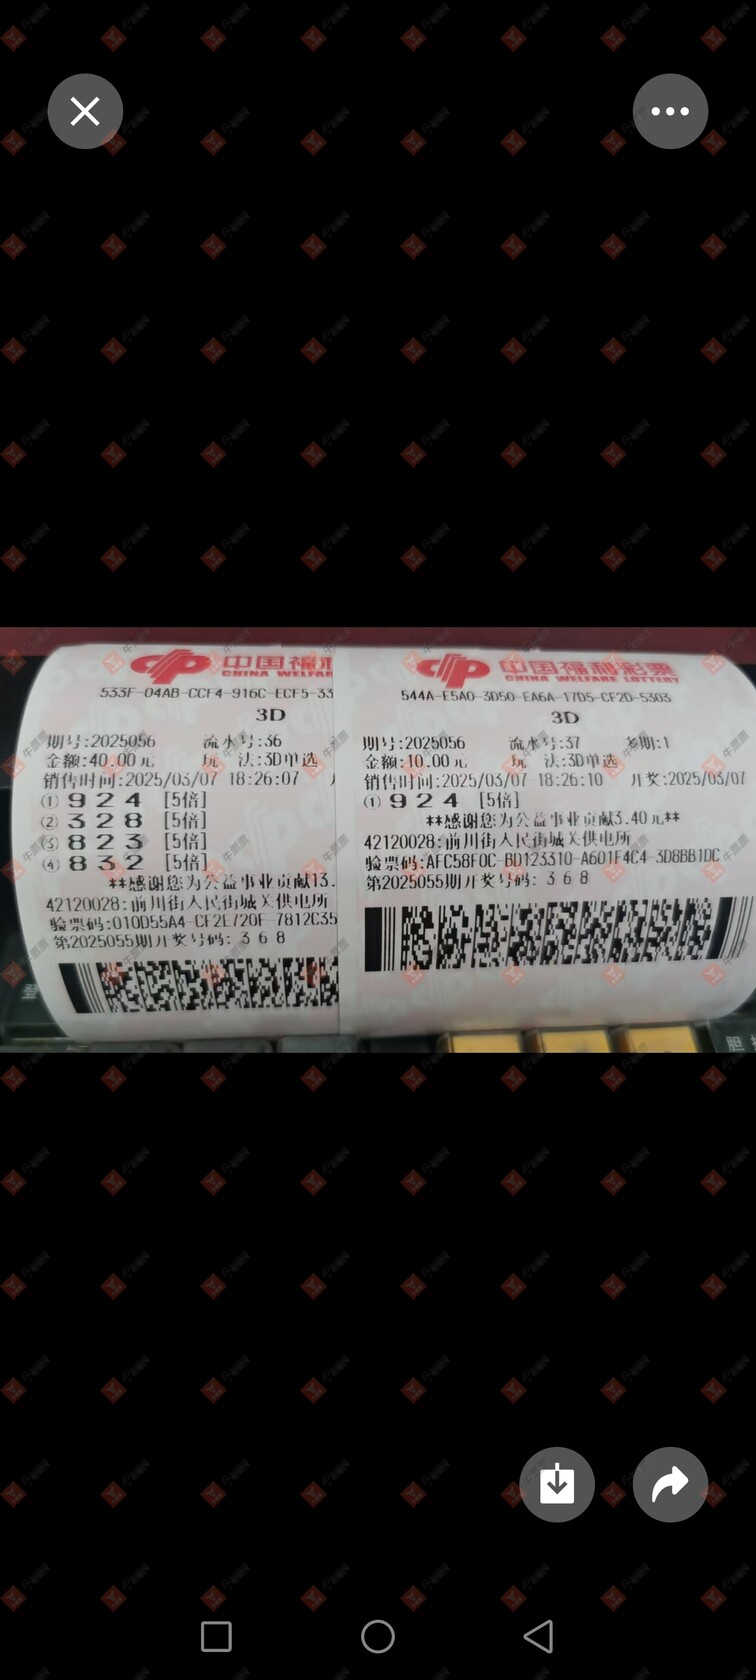 中国福利
CHINA WELFAR
533F-04AB-CCF4-916C-ECF5-33
3D
期号:2025056 流水号:36
金额:40.00元 玩 法:3D单选
销售时间:2025/03/07 18:26:07
① 9 2 4 [5倍]
② 3 2 8 [5倍]
③ 8 2 3 [5倍]
④ 8 3 2 [5倍]
**感谢您为公益事业贡献13.
42120028:前川街人民街城关供电所
验票码:010D55A4-CF2E720F-7812C35
第2025055期开奖号码: 3 6 8
中国福利彩票
CHINA WELFARE LOTTERY
544A-E5A0-3D50-EA6A-17D5-CF2D-5303
3D
期号:2025056 流水号:37 多期:1
金额:10.00元 玩 法:3D单选
销售时间:2025/03/07 18:26:10 开奖:2025/03/07
① 9 2 4 [5倍]
**感谢您为公益事业贡献3.40元**
42120028:前川街人民街城关供电所
验票码:AFC58F0C-BD123310-A601F4C4-3D8BB1DC
第2025055期开奖号码: 3 6 8
胆